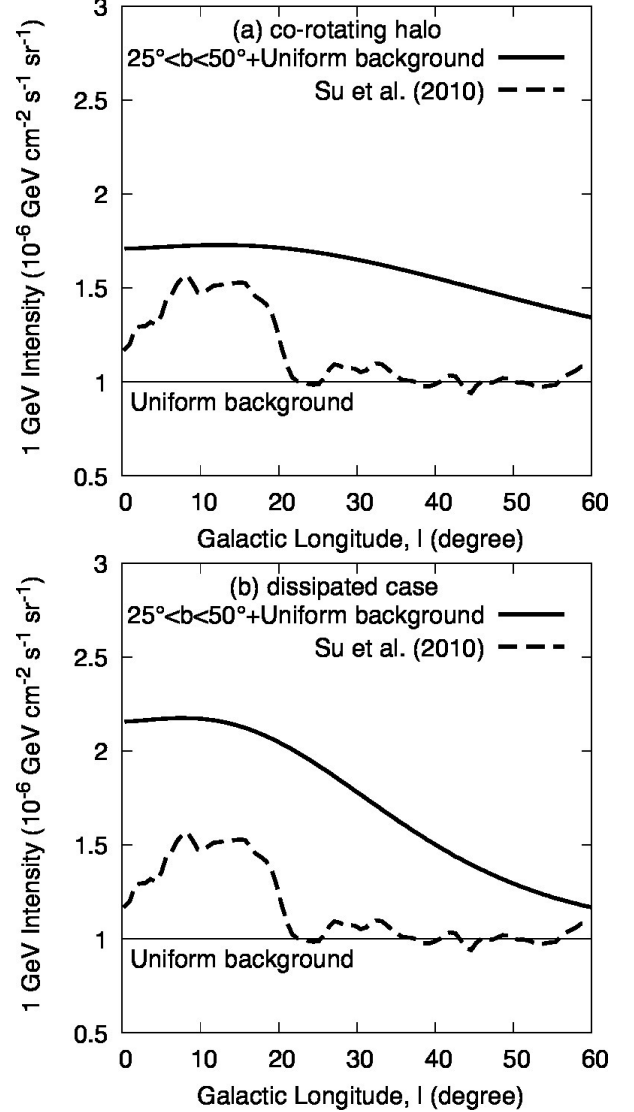 (a) co-rotating halo
25°<b<50°+Uniform background
Su et al. (2010)
3
2.5
2
1.5
1
0.5
1 GeV Intensity (10⁻⁶ GeV cm⁻² s⁻¹ sr⁻¹)
Uniform background
0 10 20 30 40 50 60
Galactic Longitude, l (degree)
(b) dissipated case
25°<b<50°+Uniform background
Su et al. (2010)
3
2.5
2
1.5
1
0.5
1 GeV Intensity (10⁻⁶ GeV cm⁻² s⁻¹ sr⁻¹)
Uniform background
0 10 20 30 40 50 60
Galactic Longitude, l (degree)